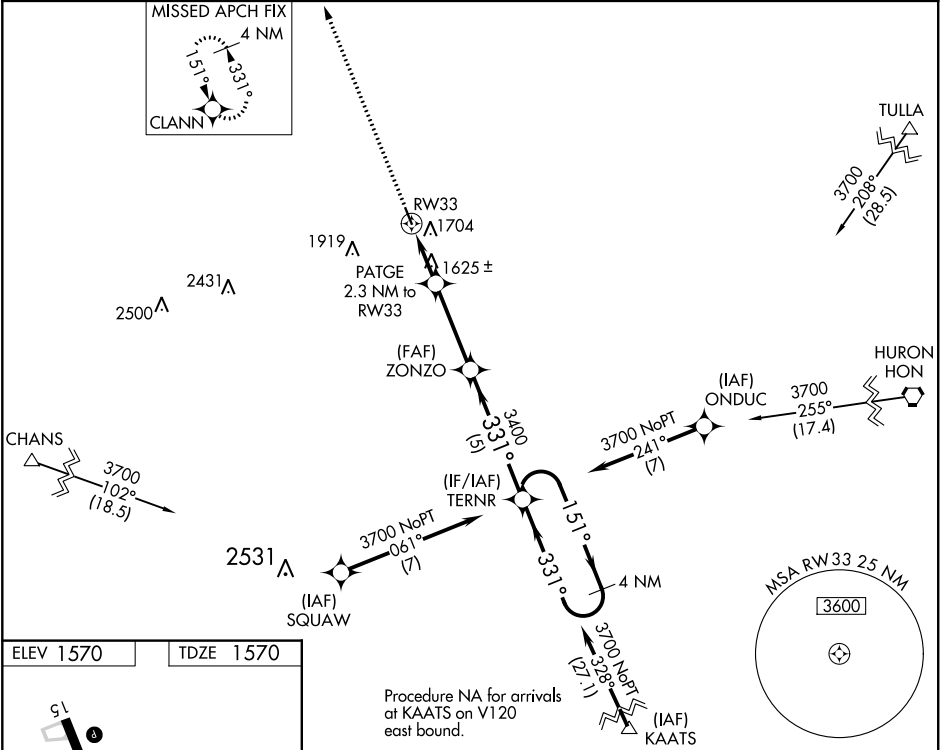 MISSED APCH FIX
4 NM
151°
331°
CLANN
TULLA
3700
208°
(28.5)
RW33
1704
1919
1625 ±
PATGE
2.3 NM to
RW33
2431
2500
(FAF)
ZONZO
HURON
HON
(IAF)
ONDUC
3700
255°
(17.4)
3700 NoPT
241°
(7)
3400
331°
(5)
CHANS
3700
102°
(18.5)
(IF/IAF)
TERNR
3700 NoPT
061°
(7)
151°
331°
4 NM
2531
(IAF)
SQUAW
MSA RW33 25 NM
3600
3700 NoPT
328°
(27.1)
(IAF)
KAATS
Procedure NA for arrivals
at KAATS on V120
east bound.
ELEV 1570
TDZE 1570
15
P